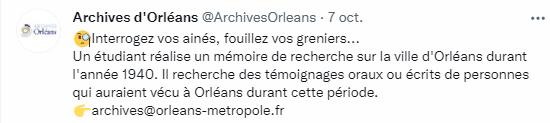 Archives d'Orléans @ArchivesOrleans · 7 oct.
🧐Interrogez vos ainés, fouillez vos greniers...
Un étudiant réalise un mémoire de recherche sur la ville d'Orléans durant
l'année 1940. Il recherche des témoignages oraux ou écrits de personnes
qui auraient vécu à Orléans durant cette période.
👉archives@orleans-metropole.fr
Orléans